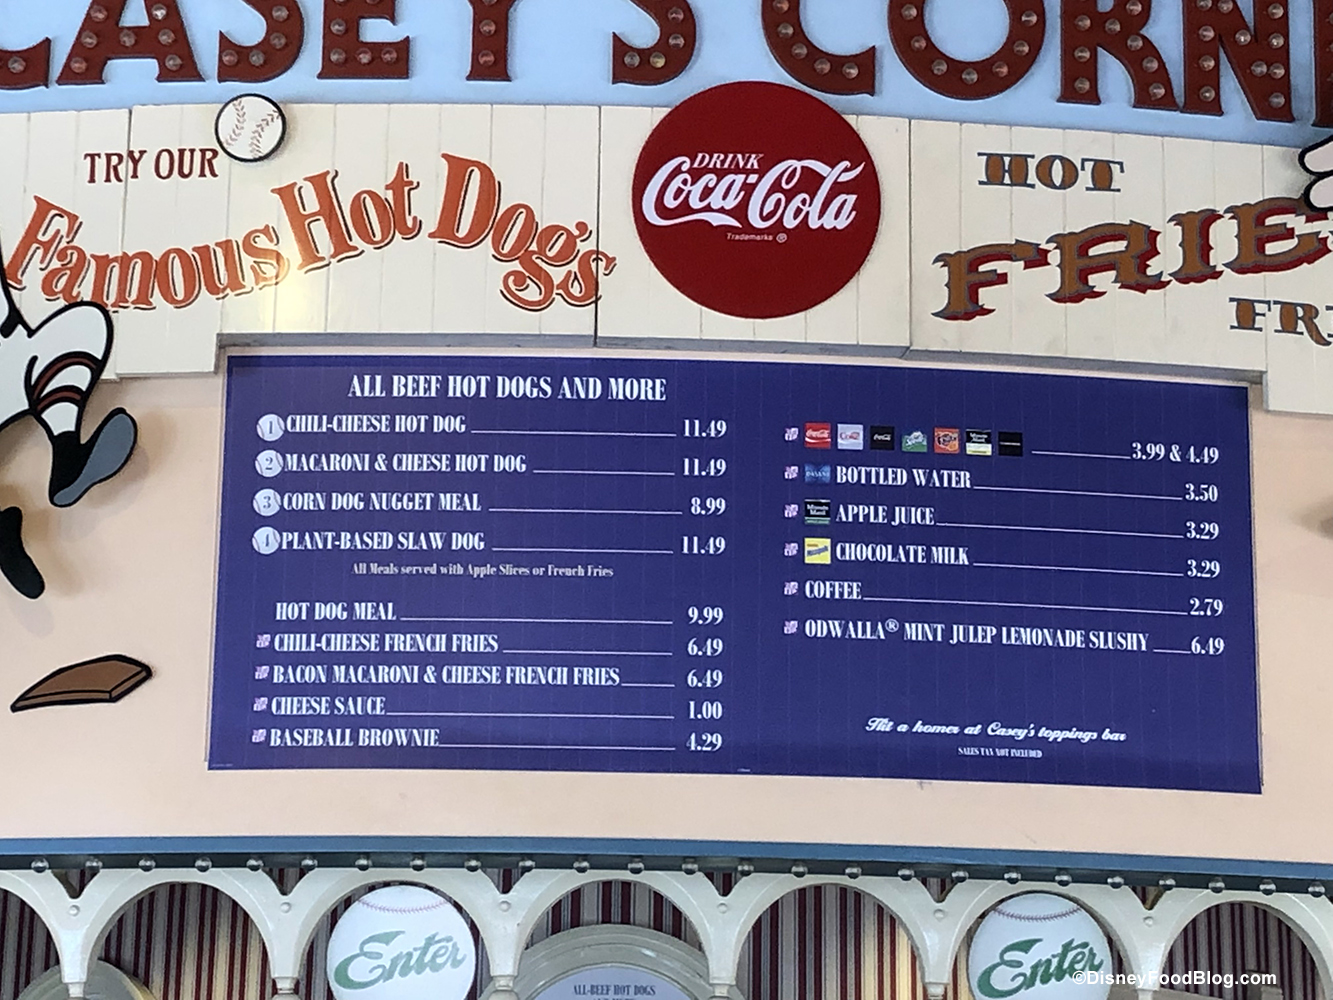 CASEY'S CORN
TRY OUR
Famous Hot Dogs
DRINK
Coca-Cola
Trademarks ®
HOT
FRIE
FR
ALL BEEF HOT DOGS AND MORE
1 CHILI-CHEESE HOT DOG 11.49
2 MACARONI & CHEESE HOT DOG 11.49
3 CORN DOG NUGGET MEAL 8.99
4 PLANT-BASED SLAW DOG 11.49
All Meals served with Apple Slices or French Fries
HOT DOG MEAL 9.99
CHILI-CHEESE FRENCH FRIES 6.49
BACON MACARONI & CHEESE FRENCH FRIES 6.49
CHEESE SAUCE 1.00
BASEBALL BROWNIE 4.29
3.99 & 4.49
BOTTLED WATER 3.50
APPLE JUICE 3.29
CHOCOLATE MILK 3.29
COFFEE 2.79
ODWALLA® MINT JULEP LEMONADE SLUSHY 6.49
Hit a homer at Casey's toppings bar
SALES TAX NOT INCLUDED
Enter
Enter
ALL-BEEF HOT DOGS
©DisneyFoodBlog.com